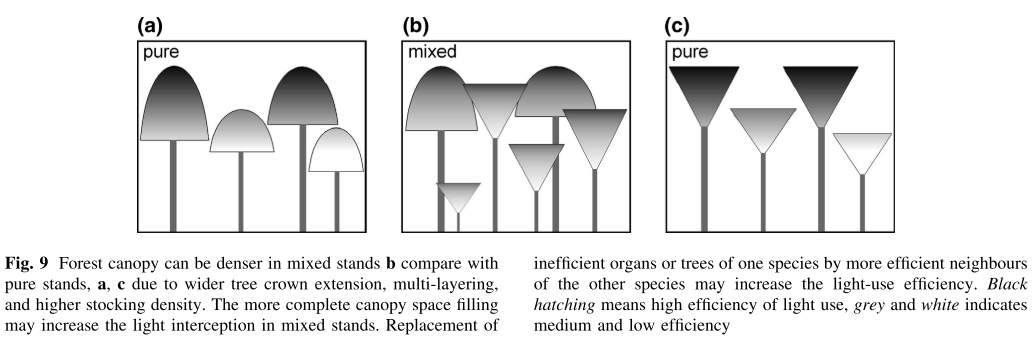 (a)
pure
(b)
mixed
(c)
pure
Fig. 9 Forest canopy can be denser in mixed stands b compare with
pure stands, a, c due to wider tree crown extension, multi-layering,
and higher stocking density. The more complete canopy space filling
may increase the light interception in mixed stands. Replacement of
inefficient organs or trees of one species by more efficient neighbours
of the other species may increase the light-use efficiency. Black
hatching means high efficiency of light use, grey and white indicates
medium and low efficiency